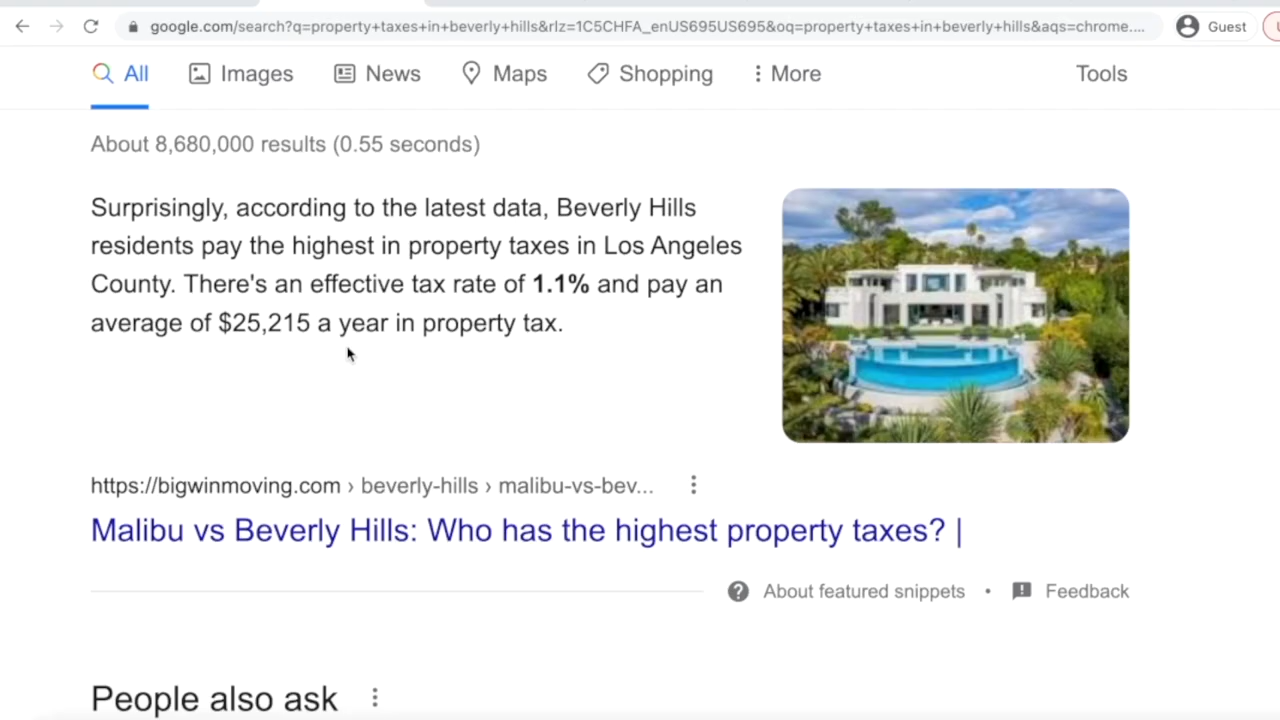 google.com/search?q=property+taxes+in+beverly+hills&rlz=1C5CHFA_enUS695US695&oq=property+taxes+in+beverly+hills&aqs=chrome.... Guest
All Images News Maps Shopping More Tools
About 8,680,000 results (0.55 seconds)
Surprisingly, according to the latest data, Beverly Hills
residents pay the highest in property taxes in Los Angeles
County. There's an effective tax rate of 1.1% and pay an
average of $25,215 a year in property tax.
https://bigwinmoving.com › beverly-hills › malibu-vs-bev...
Malibu vs Beverly Hills: Who has the highest property taxes? |
About featured snippets • Feedback
People also ask